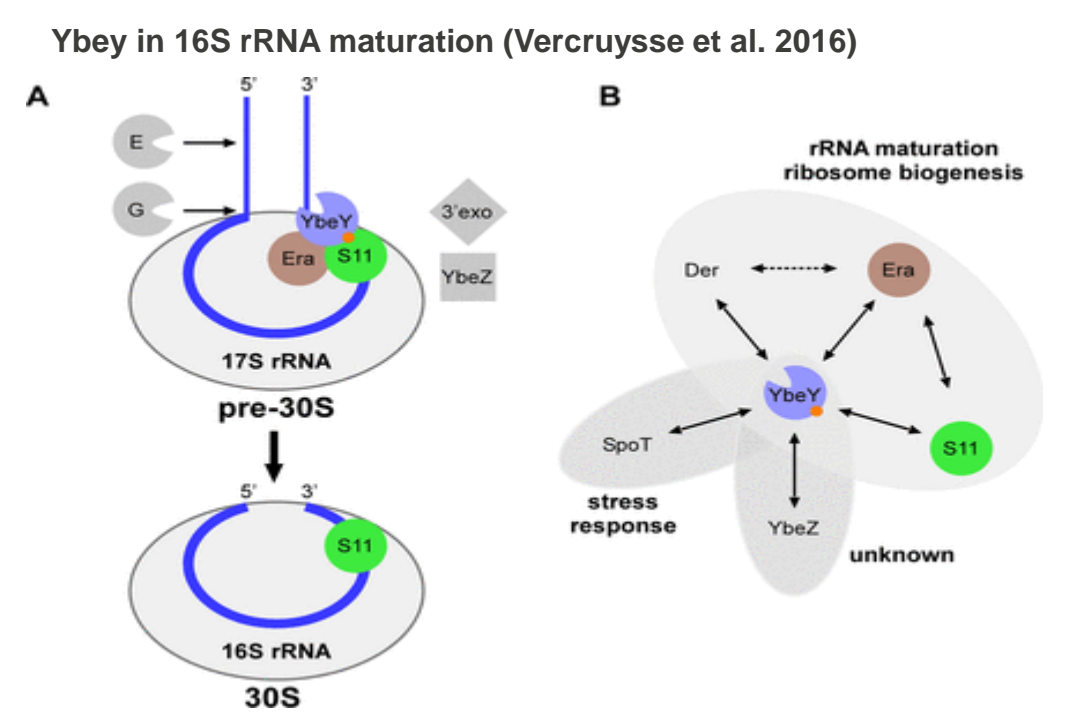 Ybey in 16S rRNA maturation (Vercruysse et al. 2016)
A
5'
3'
E
G
YbeY
Era
S11
3'exo
YbeZ
17S rRNA
pre-30S
5'
3'
S11
16S rRNA
30S
B
rRNA maturation
ribosome biogenesis
Der
Era
YbeY
SpoT
S11
stress
response
YbeZ
unknown